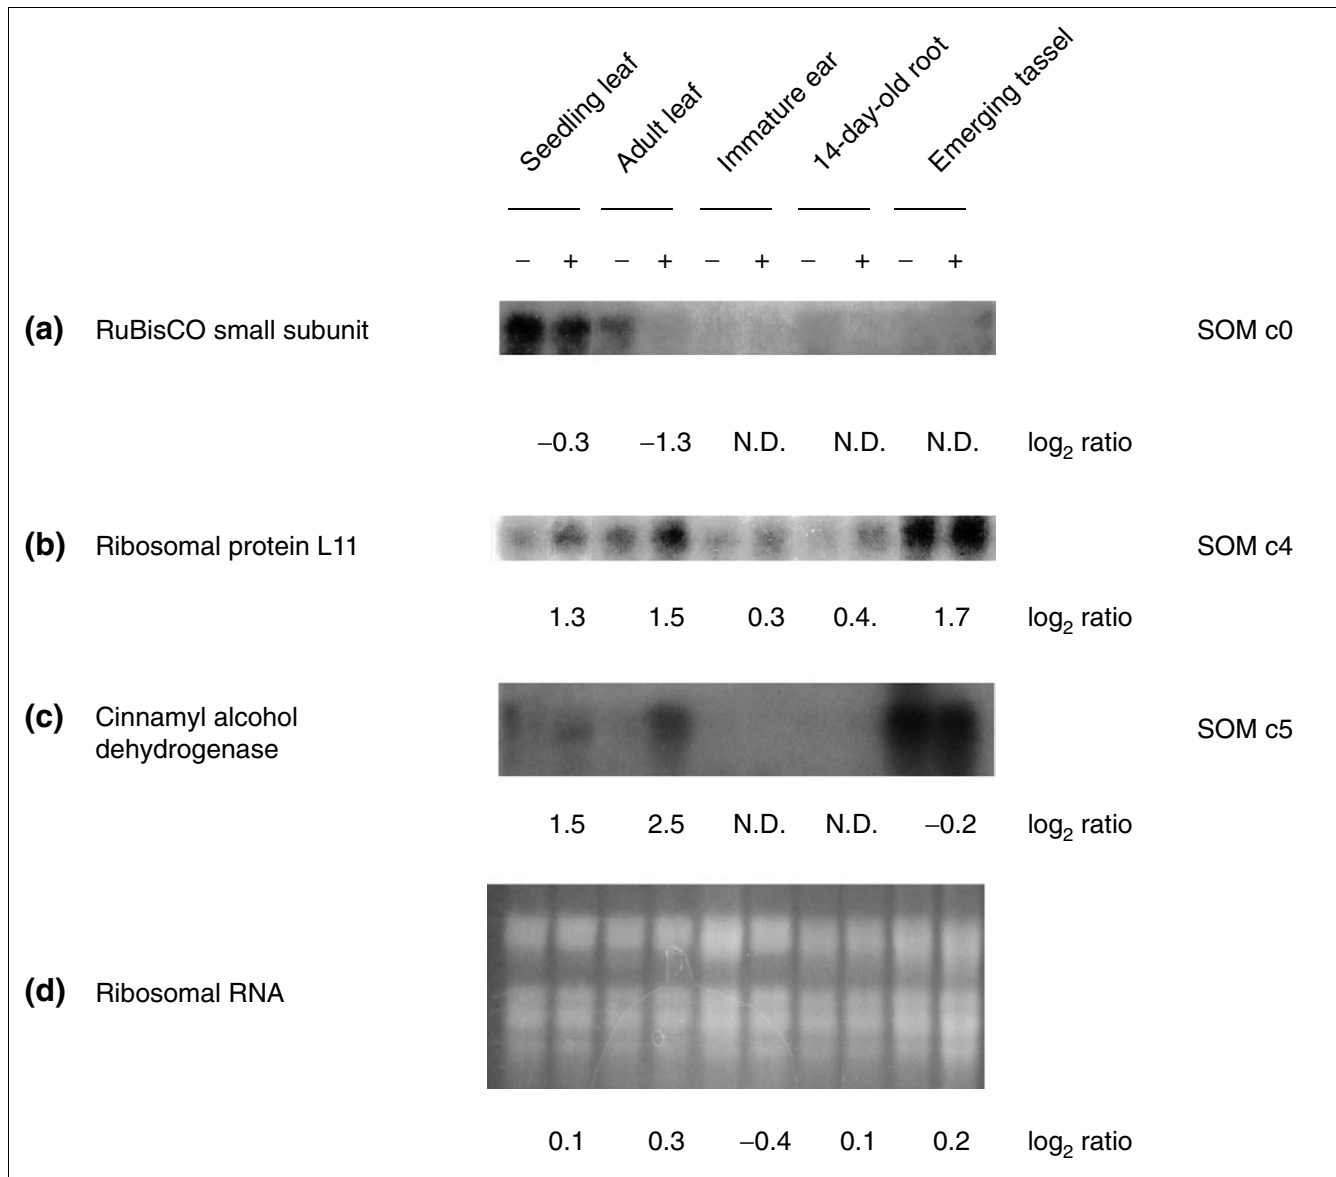 Seedling leaf
Adult leaf
Immature ear
14-day-old root
Emerging tassel
– + – + – + – + – +
(a) RuBisCO small subunit SOM c0
–0.3 –1.3 N.D. N.D. N.D. log2 ratio
(b) Ribosomal protein L11 SOM c4
1.3 1.5 0.3 0.4. 1.7 log2 ratio
(c) Cinnamyl alcohol
dehydrogenase SOM c5
1.5 2.5 N.D. N.D. –0.2 log2 ratio
(d) Ribosomal RNA
0.1 0.3 –0.4 0.1 0.2 log2 ratio